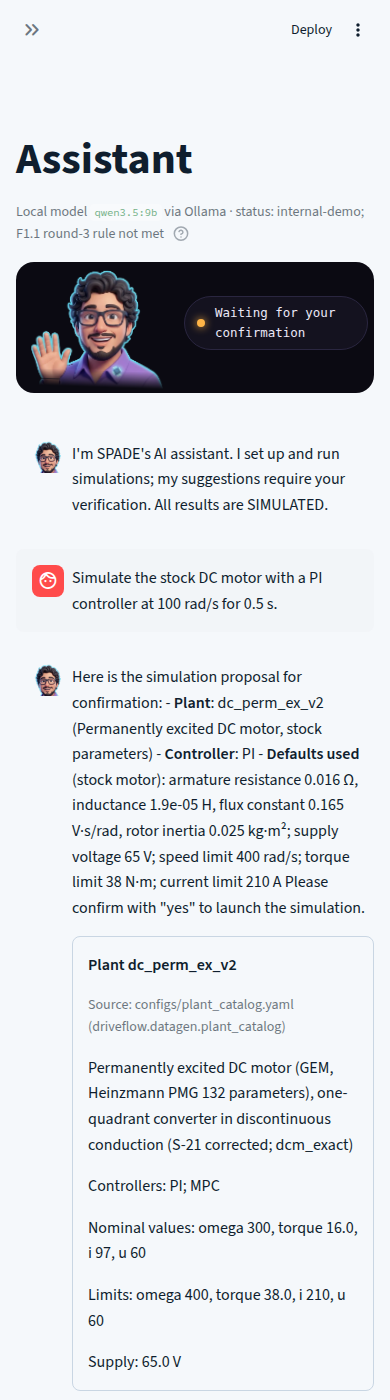 Deploy
Assistant
Local model qwen3.5:9b via Ollama · status: internal-demo;
F1.1 round-3 rule not met
Waiting for your
confirmation
I'm SPADE's AI assistant. I set up and run
simulations; my suggestions require your
verification. All results are SIMULATED.
Simulate the stock DC motor with a PI
controller at 100 rad/s for 0.5 s.
Here is the simulation proposal for
confirmation: - Plant: dc_perm_ex_v2
(Permanently excited DC motor, stock
parameters) - Controller: PI - Defaults used
(stock motor): armature resistance 0.016 Ω,
inductance 1.9e-05 H, flux constant 0.165
V·s/rad, rotor inertia 0.025 kg·m²; supply
voltage 65 V; speed limit 400 rad/s; torque
limit 38 N·m; current limit 210 A Please
confirm with "yes" to launch the simulation.
Plant dc_perm_ex_v2
Source: configs/plant_catalog.yaml
(driveflow.datagen.plant_catalog)
Permanently excited DC motor (GEM,
Heinzmann PMG 132 parameters), one-
quadrant converter in discontinuous
conduction (S-21 corrected; dcm_exact)
Controllers: PI; MPC
Nominal values: omega 300, torque 16.0,
i 97, u 60
Limits: omega 400, torque 38.0, i 210, u
60
Supply: 65.0 V